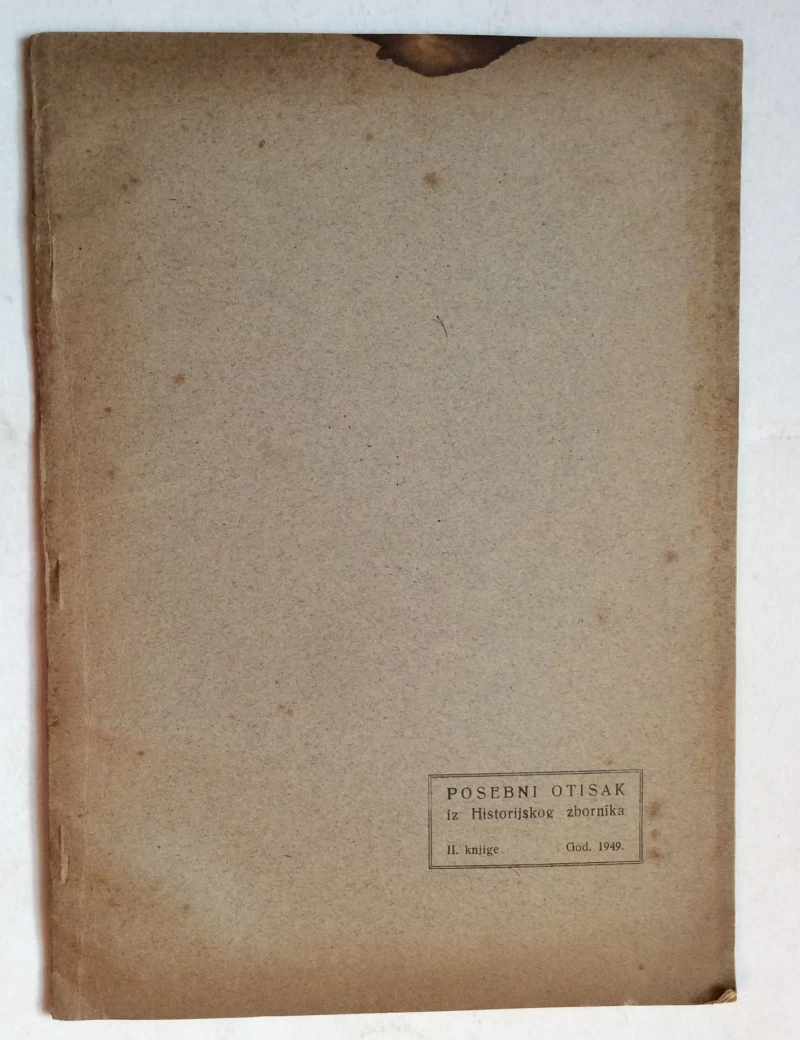 POSEBNI OTISAK
iz Historijskog zbornika
II. knjige God. 1949.